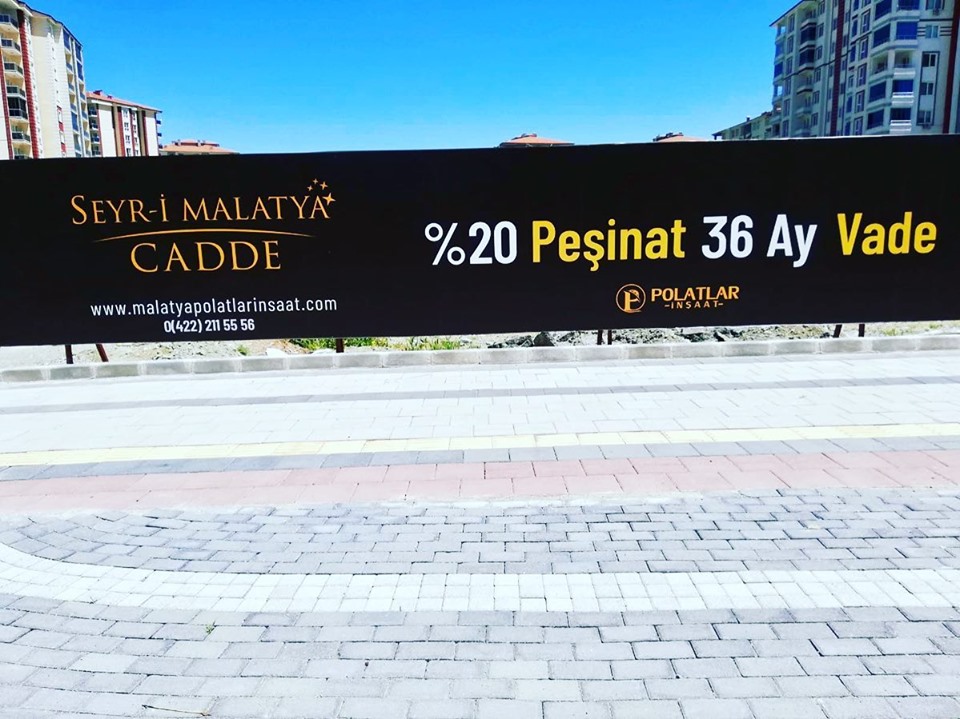 SEYR-İ MALATYA
CADDE
www.malatyapolatlarinsaat.com
0(422) 211 55 56
%20 Peşinat 36 Ay Vade
POLATLAR
İNŞAAT